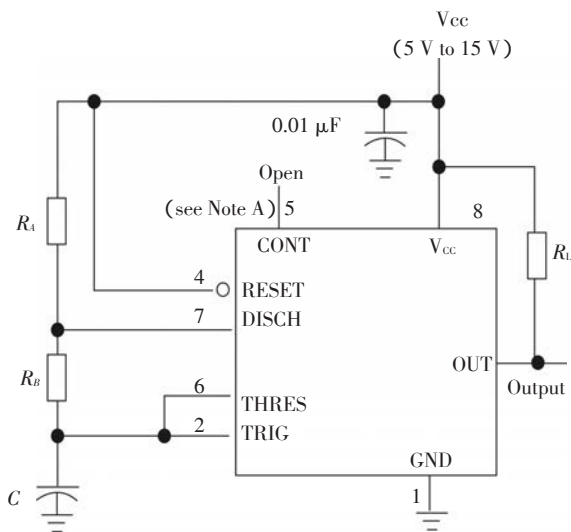 Vcc
(5 V to 15 V)
0.01 μF
Open
(see Note A) 5
8
CONT
Vcc
RA
RL
4
RESET
7
DISCH
RB
OUT
Output
6
THRES
2
TRIG
GND
1
C